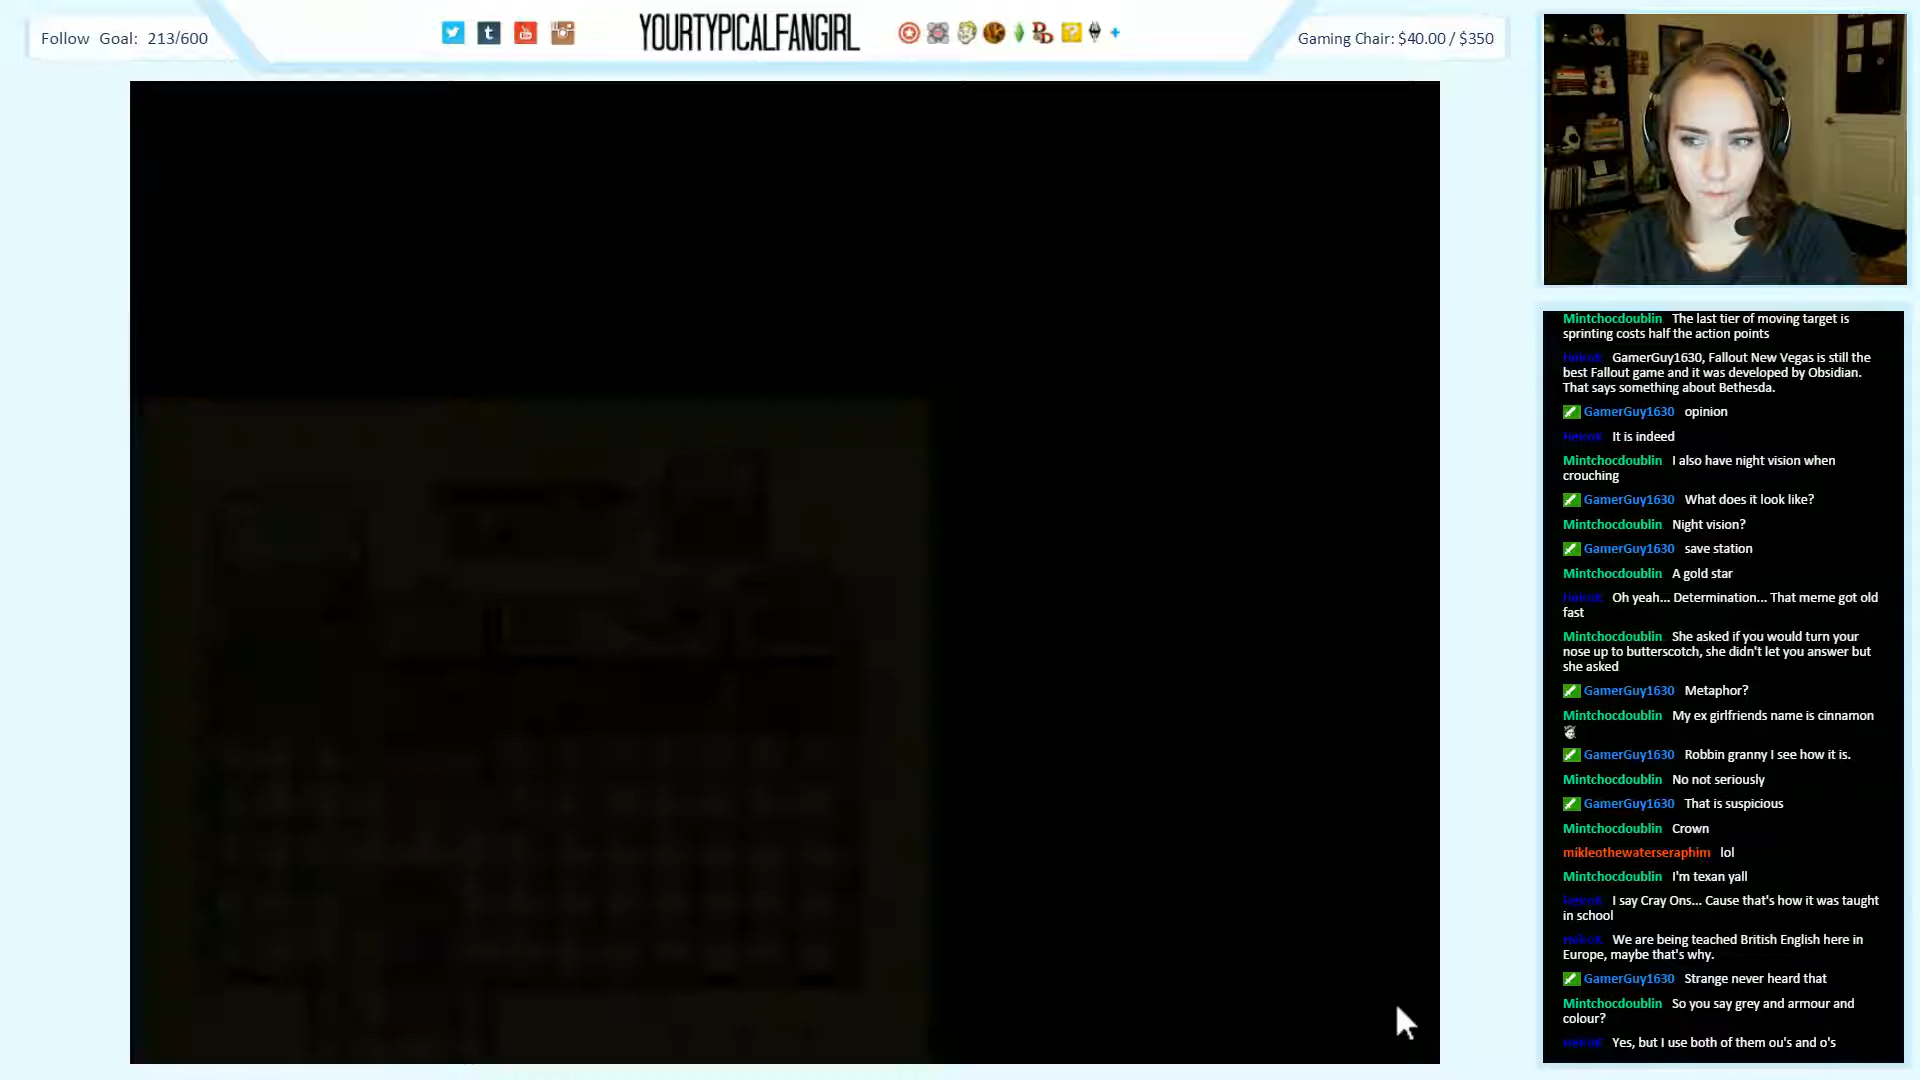 Follow Goal: 213/600
YOURTYPICALFANGIRL
Gaming Chair: $40.00 / $350
Mintchocdoublin The last tier of moving target is
sprinting costs half the action points
GamerGuy1630, Fallout New Vegas is still the
best Fallout game and it was developed by Obsidian.
That says something about Bethesda.
GamerGuy1630 opinion
It is indeed
Mintchocdoublin I also have night vision when
crouching
GamerGuy1630 What does it look like?
Mintchocdoublin Night vision?
GamerGuy1630 save station
Mintchocdoublin A gold star
Oh yeah... Determination... That meme got old
fast
Mintchocdoublin She asked if you would turn your
nose up to butterscotch, she didn't let you answer but
she asked
GamerGuy1630 Metaphor?
Mintchocdoublin My ex girlfriends name is cinnamon
GamerGuy1630 Robbin granny I see how it is.
Mintchocdoublin No not seriously
GamerGuy1630 That is suspicious
Mintchocdoublin Crown
mikleothewaterseraphim lol
Mintchocdoublin I'm texan yall
I say Cray Ons... Cause that's how it was taught
in school
We are being teached British English here in
Europe, maybe that's why.
GamerGuy1630 Strange never heard that
Mintchocdoublin So you say grey and armour and
colour?
Yes, but I use both of them ou's and o's